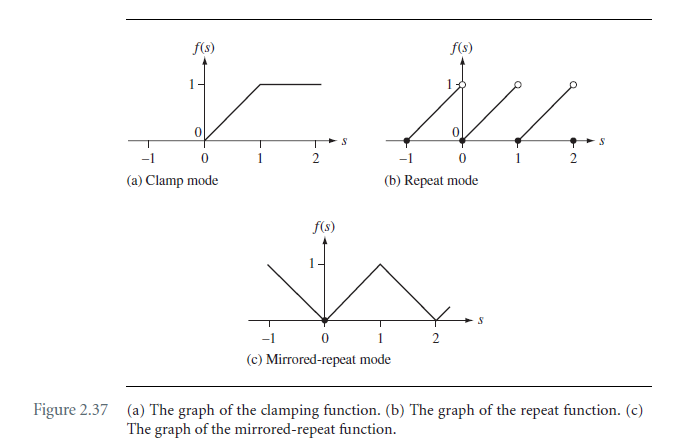 f(s)
1
0
s
−1 0 1 2
(a) Clamp mode
f(s)
1
0
s
−1 0 1 2
(b) Repeat mode
f(s)
1
s
−1 0 1 2
(c) Mirrored-repeat mode
Figure 2.37 (a) The graph of the clamping function. (b) The graph of the repeat function. (c)
The graph of the mirrored-repeat function.